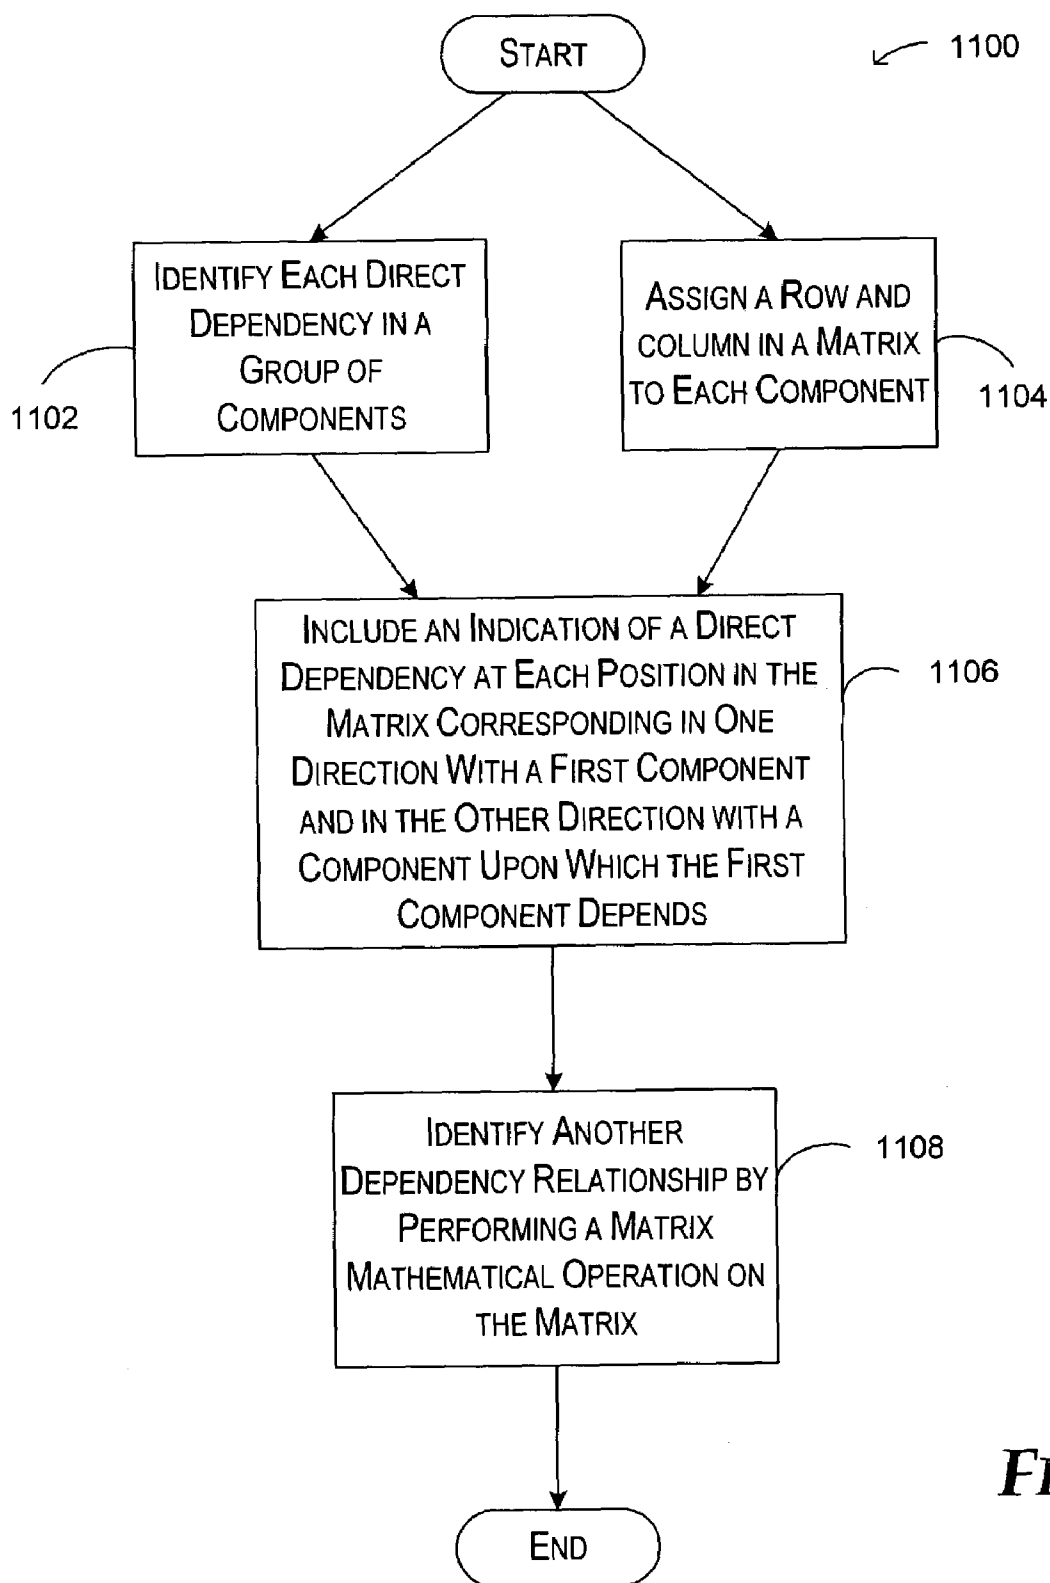 START
1100
IDENTIFY EACH DIRECT
DEPENDENCY IN A
GROUP OF
COMPONENTS
1102
ASSIGN A ROW AND
COLUMN IN A MATRIX
TO EACH COMPONENT
1104
INCLUDE AN INDICATION OF A DIRECT
DEPENDENCY AT EACH POSITION IN THE
MATRIX CORRESPONDING IN ONE
DIRECTION WITH A FIRST COMPONENT
AND IN THE OTHER DIRECTION WITH A
COMPONENT UPON WHICH THE FIRST
COMPONENT DEPENDS
1106
IDENTIFY ANOTHER
DEPENDENCY RELATIONSHIP BY
PERFORMING A MATRIX
MATHEMATICAL OPERATION ON
THE MATRIX
1108
END